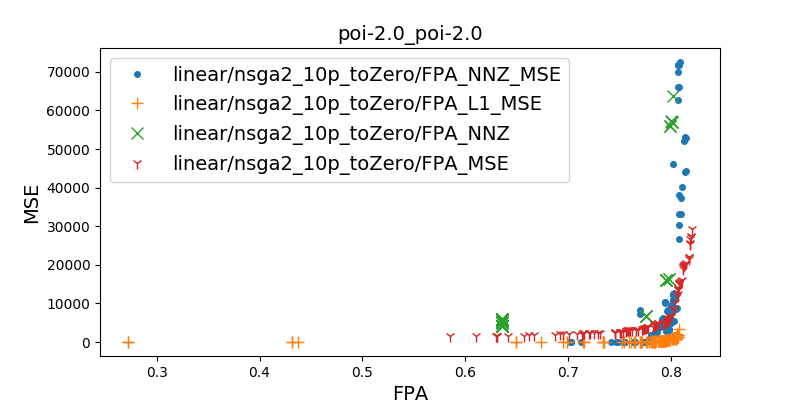 poi-2.0_poi-2.0
linear/nsga2_10p_toZero/FPA_NNZ_MSE
linear/nsga2_10p_toZero/FPA_L1_MSE
linear/nsga2_10p_toZero/FPA_NNZ
linear/nsga2_10p_toZero/FPA_MSE
MSE
70000
60000
50000
40000
30000
20000
10000
0
0.3 0.4 0.5 0.6 0.7 0.8
FPA